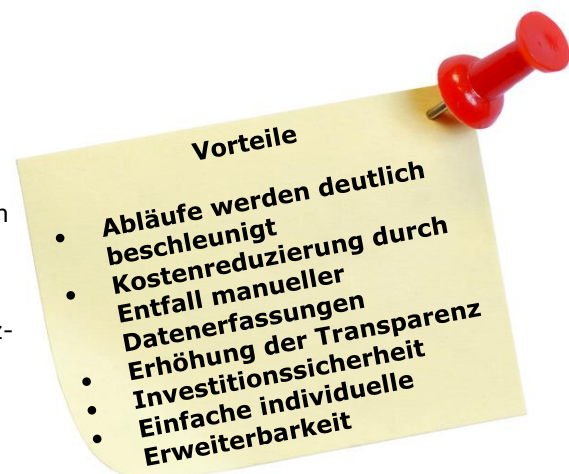 Vorteile
• Abläufe werden deutlich
beschleunigt
• Kostenreduzierung durch
Entfall manueller
Datenerfassungen
• Erhöhung der Transparenz
• Investitionssicherheit
• Einfache individuelle
Erweiterbarkeit